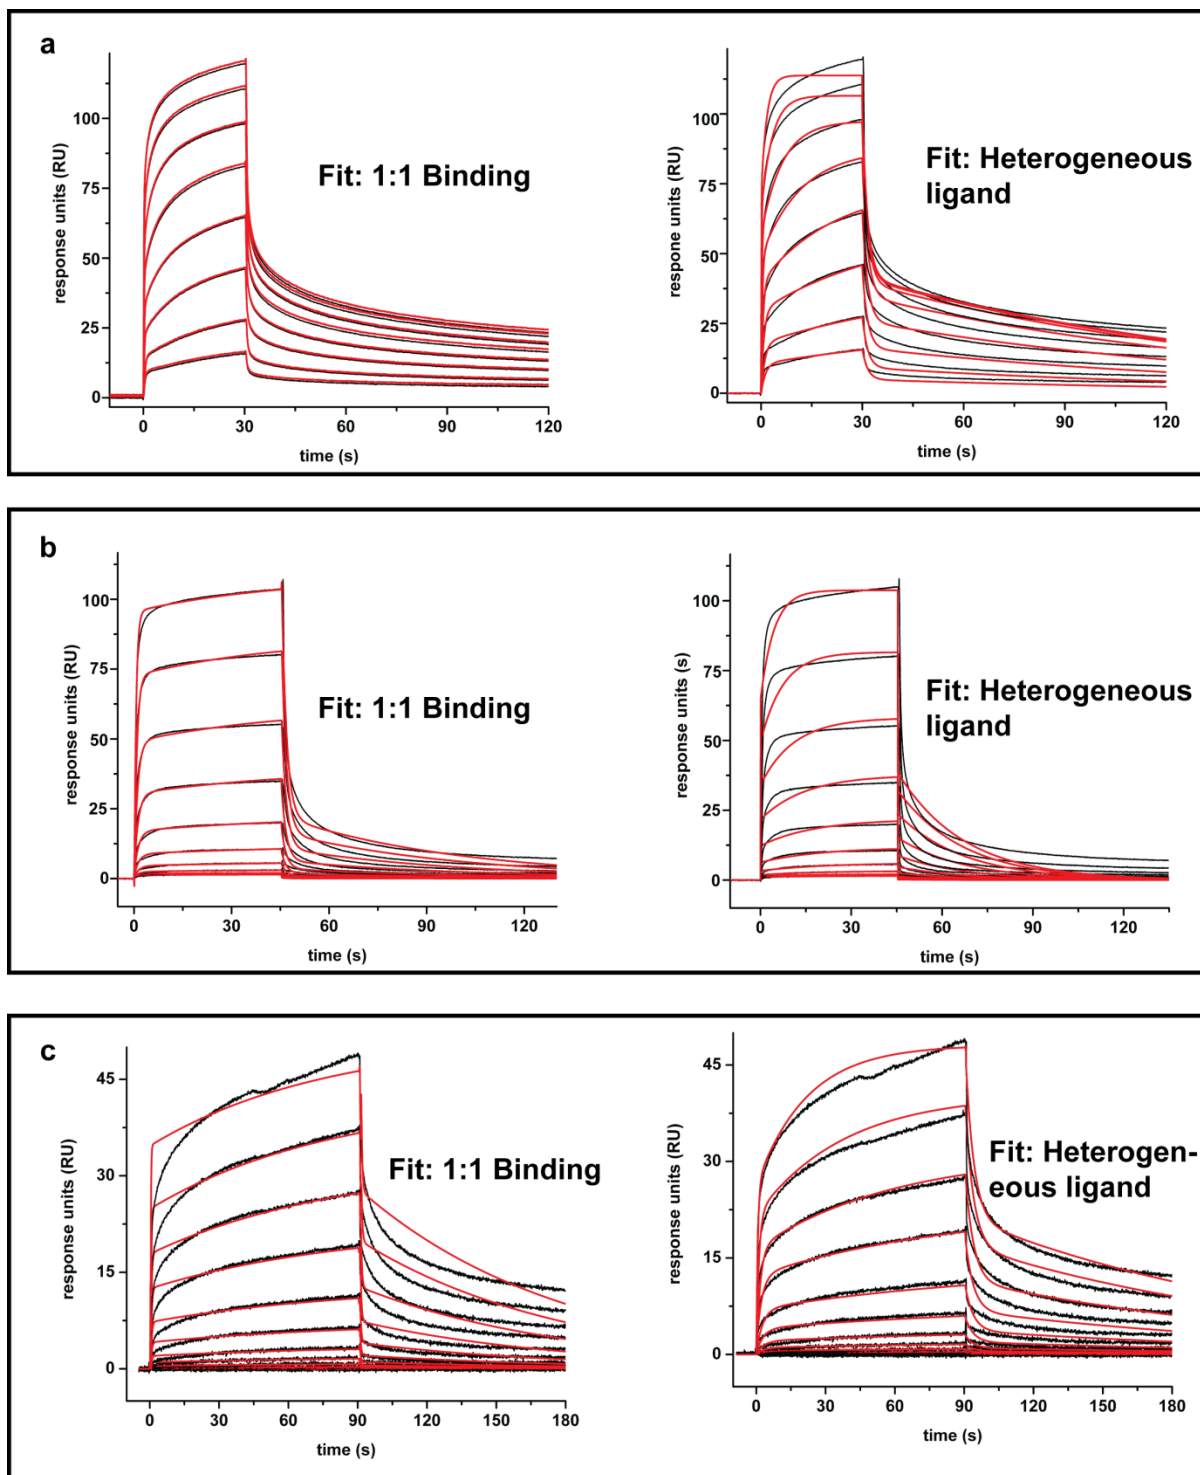 a
response units (RU)
100
75
50
25
0
Fit: 1:1 Binding
0 30 60 90 120
time (s)
respone units (RU)
100
75
50
25
0
Fit: Heterogeneous
ligand
0 30 60 90 120
time (s)
b
response units (RU)
100
75
50
25
0
Fit: 1:1 Binding
0 30 60 90 120
time (s)
response units (s)
100
75
50
25
0
Fit: Heterogeneous
ligand
0 30 60 90 120
time (s)
c
response units (RU)
45
30
15
0
Fit: 1:1 Binding
0 30 60 90 120 150 180
time (s)
response units (RU)
45
30
15
0
Fit: Heterogen-
eous ligand
0 30 60 90 120 150 180
time (s)